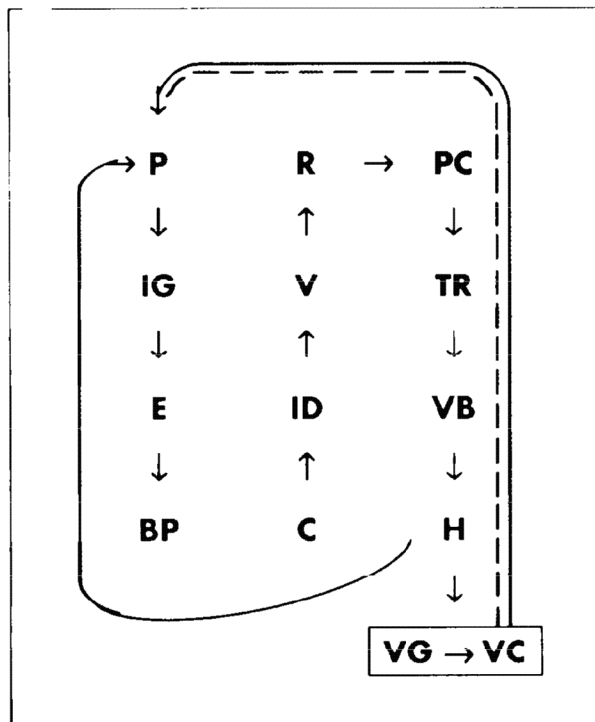 P R → PC
↓ ↑ ↓
IG V TR
↓ ↑ ↓
E ID VB
↓ ↑ ↓
BP C H
↓
VG → VC